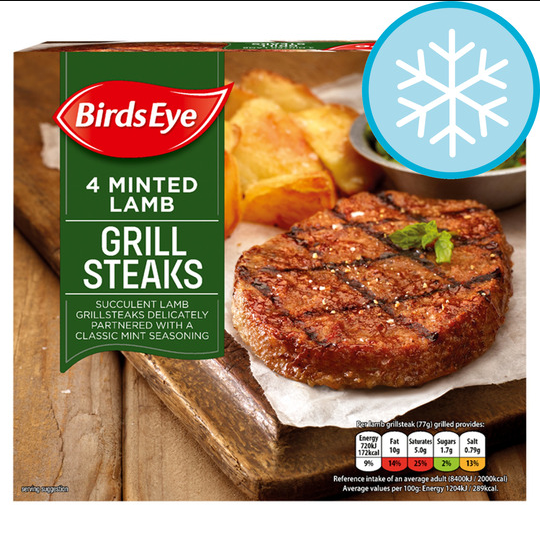 BirdsEye
4 MINTED
LAMB
GRILL
STEAKS
SUCCULENT LAMB
GRILLSTEAKS DELICATELY
PARTNERED WITH A
CLASSIC MINT SEASONING
Per lamb grillsteak (77g) grilled provides:
Energy Fat Saturates Sugars Salt
720kJ 10g 5.0g 1.7g 0.79g
172kcal
9% 14% 25% 2% 13%
Reference intake of an average adult (8400kJ / 2000kcal)
Average values per 100g: Energy 1204kJ / 289kcal.
serving suggestion